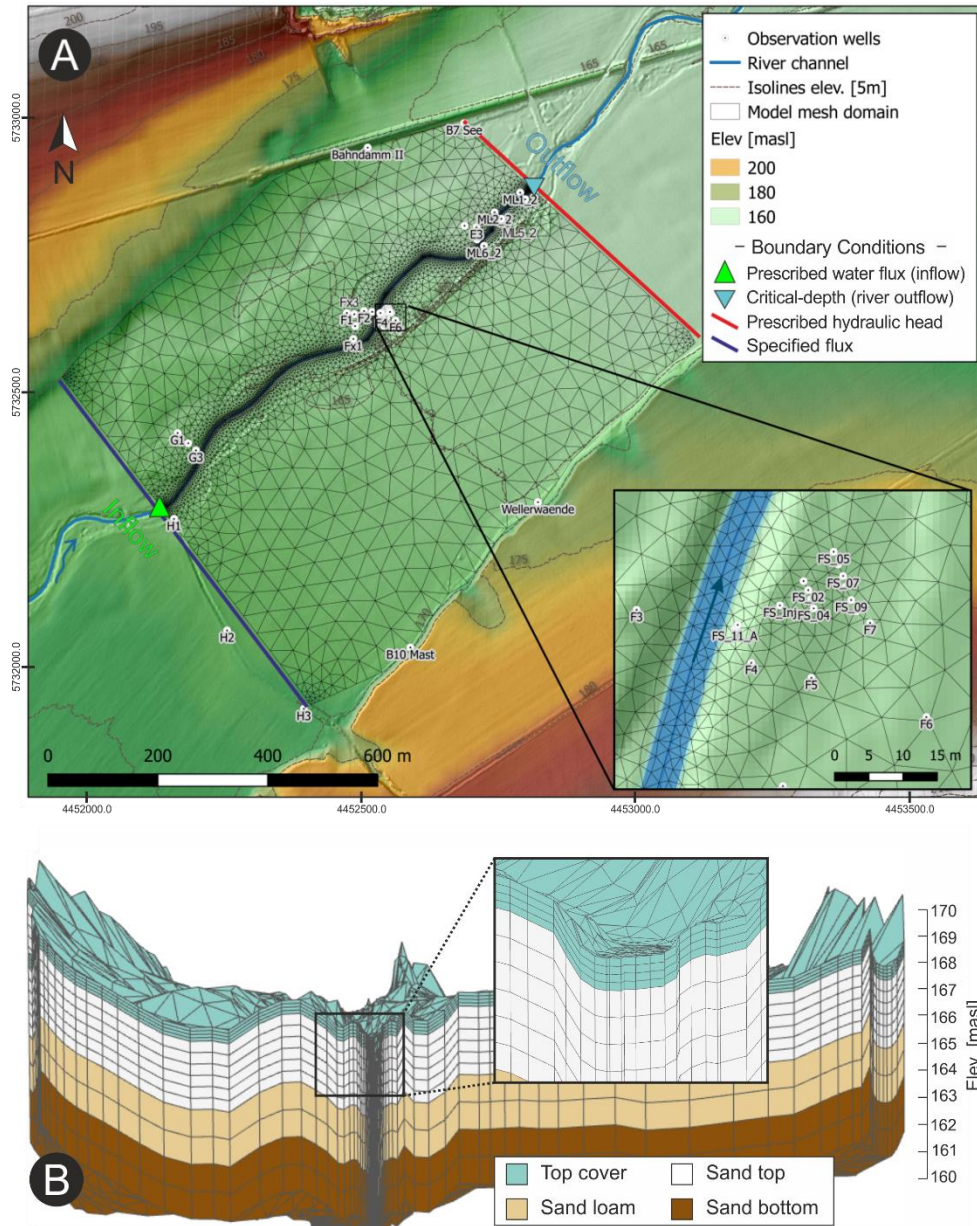 A
N
200
195
185
180
175
165
165
B7 See
Bahndamm II
Outflow
ML1_2
ML2_2
E3
ML5_2
ML6_2
Fx3
F1
F2
F4
F6
Fx1
165
G1
G3
Inflow
H1
H2
H3
Wellerwaende
175
170
B10 Mast
180
5733000.0
5732500.0
5732000.0
0 200 400 600 m
4452000.0 4452500.0 4453000.0 4453500.0
Observation wells
River channel
Isolines elev. [5m]
Model mesh domain
Elev [masl]
200
180
160
– Boundary Conditions –
Prescribed water flux (inflow)
Critical-depth (river outflow)
Prescribed hydraulic head
Specified flux
FS_05
FS_07
FS_02
FS_Inj
FS_04
FS_09
F3
FS_11_A
F7
F4
F5
F6
0 5 10 15 m
B
170
169
168
167
166
165
164
163
162
161
160
Elev. [masl]
Top cover
Sand top
Sand loam
Sand bottom